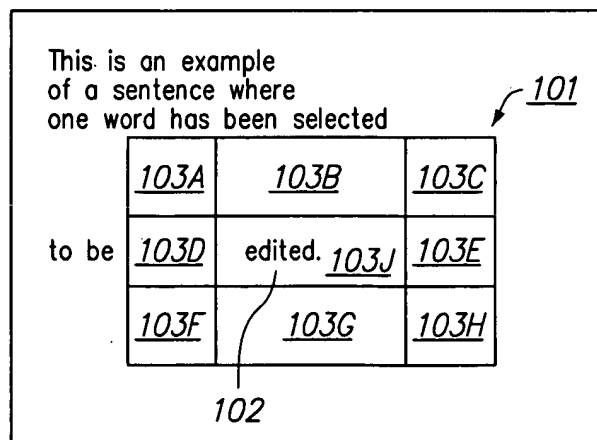 This is an example
of a sentence where
one word has been selected
101
103A 103B 103C
to be 103D edited. 103J 103E
103F 103G 103H
102